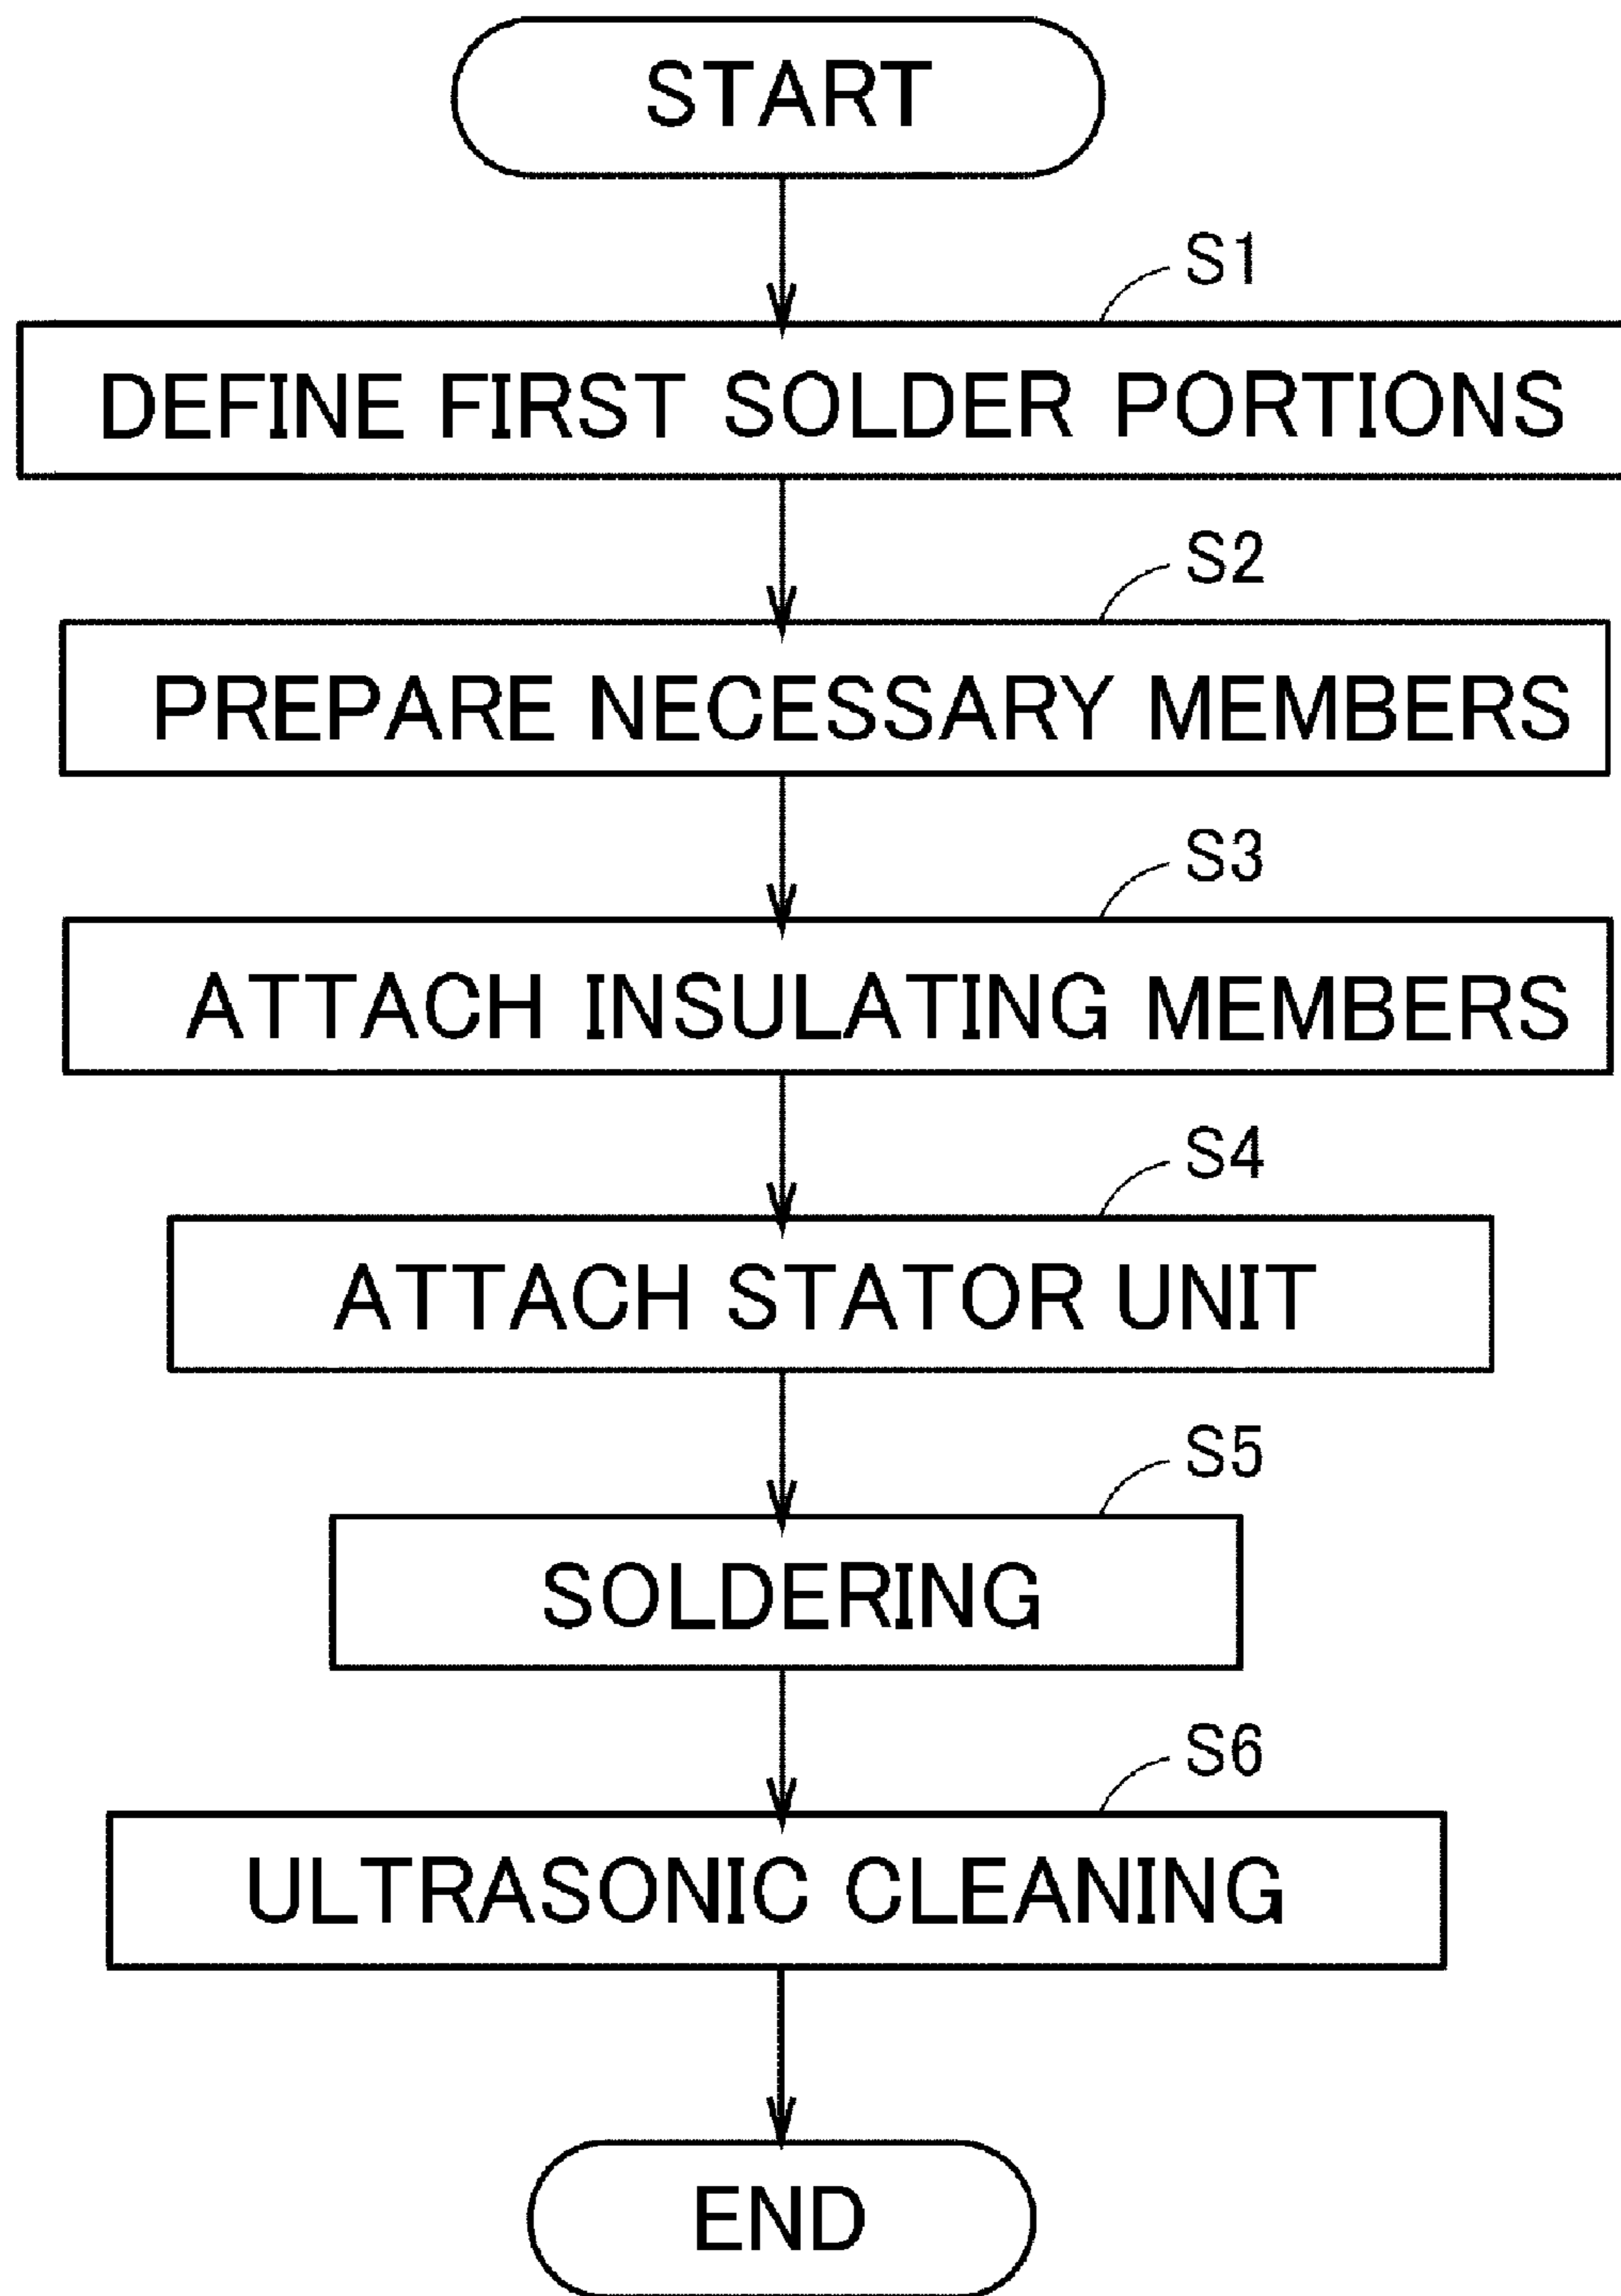 START
S1
DEFINE FIRST SOLDER PORTIONS
S2
PREPARE NECESSARY MEMBERS
S3
ATTACH INSULATING MEMBERS
S4
ATTACH STATOR UNIT
S5
SOLDERING
S6
ULTRASONIC CLEANING
END